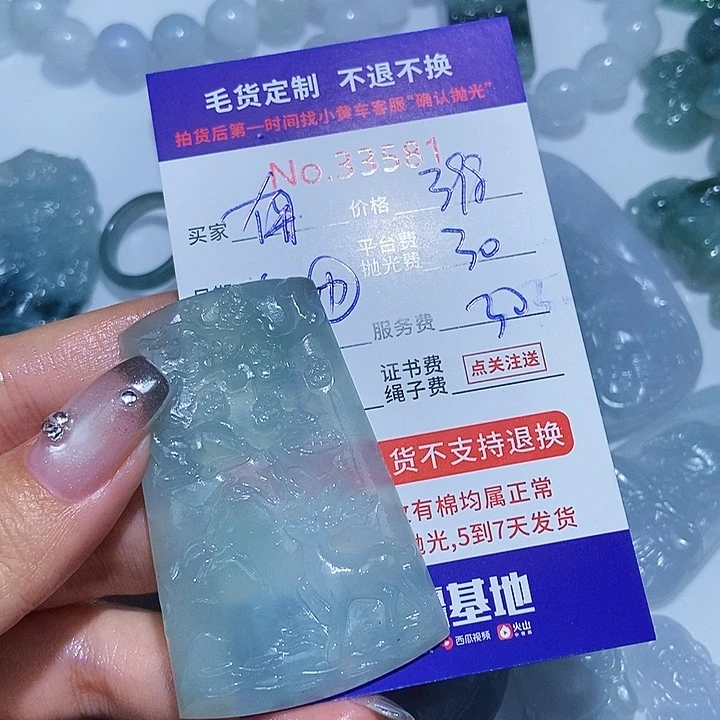 毛货定制 不退不换
拍货后第一时间找小黄车客服“确认抛光”
No.33581
买家
价格 398
平台费
抛光费 30
服务费
证书费
绳子费 点关注送
货不支持退换
有棉均属正常
抛光,5到7天发货
基地
西瓜视频 火山